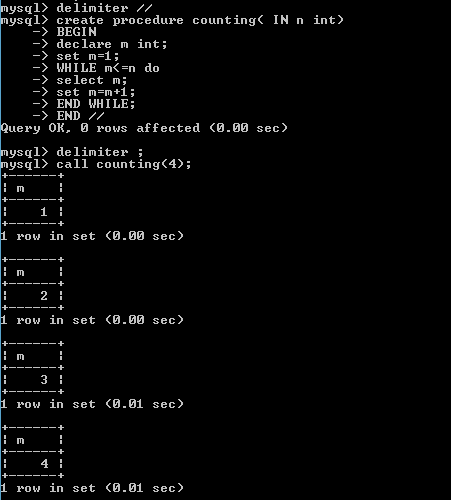 mysql> delimiter //
mysql> create procedure counting( IN n int)
    -> BEGIN
    -> declare m int;
    -> set m=1;
    -> WHILE m<=n do
    -> select m;
    -> set m=m+1;
    -> END WHILE;
    -> END //
Query OK, 0 rows affected (0.00 sec)

mysql> delimiter ;
mysql> call counting(4);
+------+
¦ m    ¦
+------+
¦    1 ¦
+------+
1 row in set (0.00 sec)

+------+
¦ m    ¦
+------+
¦    2 ¦
+------+
1 row in set (0.00 sec)

+------+
¦ m    ¦
+------+
¦    3 ¦
+------+
1 row in set (0.01 sec)

+------+
¦ m    ¦
+------+
¦    4 ¦
+------+
1 row in set (0.01 sec)